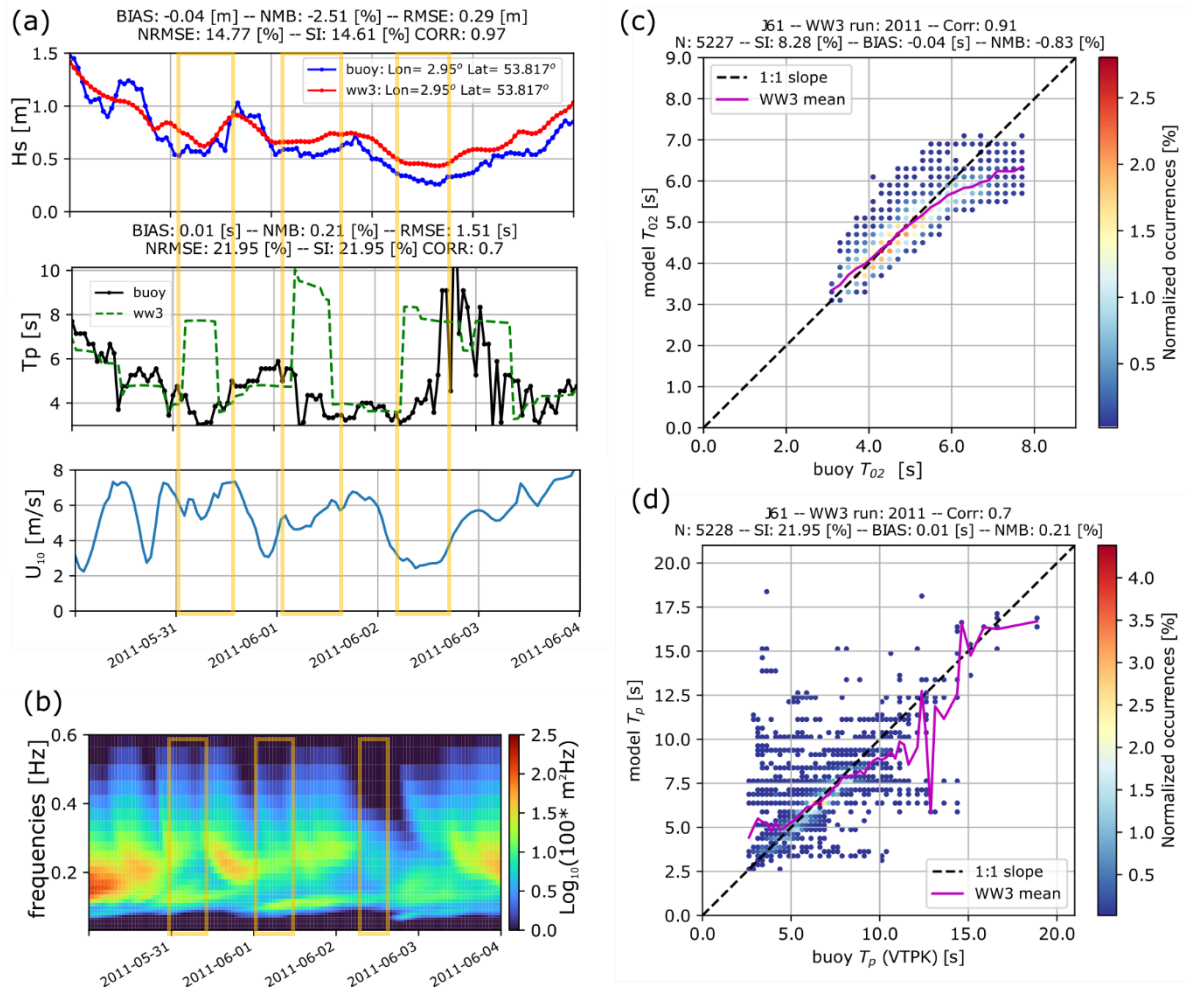 (a)
BIAS: -0.04 [m] -- NMB: -2.51 [%] -- RMSE: 0.29 [m]
NRMSE: 14.77 [%] -- SI: 14.61 [%] CORR: 0.97
Hs [m]
1.5
1.0
0.5
0.0
buoy: Lon= 2.95° Lat= 53.817°
ww3: Lon=2.95° Lat= 53.817°
BIAS: 0.01 [s] -- NMB: 0.21 [%] -- RMSE: 1.51 [s]
NRMSE: 21.95 [%] -- SI: 21.95 [%] CORR: 0.7
Tp [s]
10
8
6
4
buoy
ww3
U₁₀ [m/s]
8
6
4
2
0
2011-05-31
2011-06-01
2011-06-02
2011-06-03
2011-06-04
(b)
frequencies [Hz]
0.6
0.4
0.2
2011-05-31
2011-06-01
2011-06-02
2011-06-03
2011-06-04
2.5
2.0
1.5
1.0
0.5
0.0
Log₁₀(100* m²Hz)
(c)
J61 -- WW3 run: 2011 -- Corr: 0.91
N: 5227 -- SI: 8.28 [%] -- BIAS: -0.04 [s] -- NMB: -0.83 [%]
1:1 slope
WW3 mean
model T₀₂ [s]
9.0
8.0
7.0
6.0
5.0
4.0
3.0
2.0
1.0
0.0
0.0 2.0 4.0 6.0 8.0
buoy T₀₂ [s]
2.5
2.0
1.5
1.0
0.5
Normalized occurrences [%]
(d)
J61 -- WW3 run: 2011 -- Corr: 0.7
N: 5228 -- SI: 21.95 [%] -- BIAS: 0.01 [s] -- NMB: 0.21 [%]
model Tₚ [s]
20.0
17.5
15.0
12.5
10.0
7.5
5.0
2.5
0.0
0.0 5.0 10.0 15.0 20.0
buoy Tₚ (VTPK) [s]
1:1 slope
WW3 mean
4.0
3.5
3.0
2.5
2.0
1.5
1.0
0.5
Normalized occurrences [%]